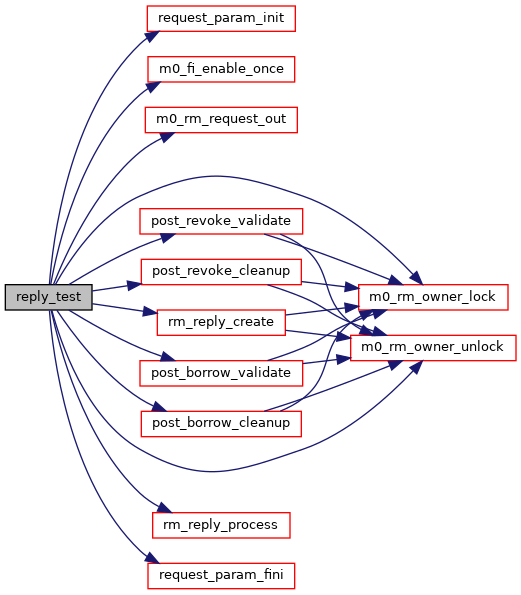 request_param_init
m0_fi_enable_once
m0_rm_request_out
post_revoke_validate
post_revoke_cleanup
reply_test
m0_rm_owner_lock
rm_reply_create
m0_rm_owner_unlock
post_borrow_validate
post_borrow_cleanup
rm_reply_process
request_param_fini